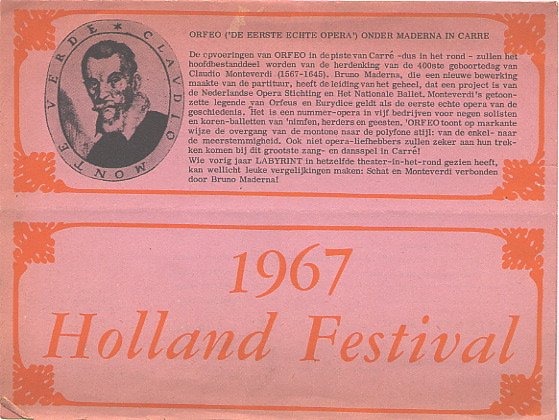 CLAVDIO MONTE VERDE
ORFEO ('DE EERSTE ECHTE OPERA') ONDER MADERNA IN CARRE
De opvoeringen van ORFEO in de piste van Carré -dus in het rond - zullen het
hoofdbestanddeel worden van de herdenking van de 400ste geboortedag van
Claudio Monteverdi (1567-1645). Bruno Maderna, die een nieuwe bewerking
maakte van de partituur, heeft de leiding van het geheel, dat een project is van
de Nederlandse Opera Stichting en Het Nationale Ballet. Monteverdi's getoon-
zette legende van Orfeus en Eurydice geldt als de eerste echte opera van de
geschiedenis. Het is een nummer-opera in vijf bedrijven voor negen solisten
en koren-balletten van 'nimfen, herders en geesten. 'ORFEO toont op markante
wijze de overgang van de montone naar de polyfone stijl: van de enkel- naar
de meerstemmigheid. Ook niet opera-liefhebbers zullen zeker aan hun trek-
ken komen bij dit grootste zang- en dansspel in Carré!
Wie vorig jaar LABYRINT in hetzelfde theater-in-het-rond gezien heeft,
kan wellicht leuke vergelijkingen maken: Schat en Monteverdi verbonden
door Bruno Maderna!
1967
Holland Festival